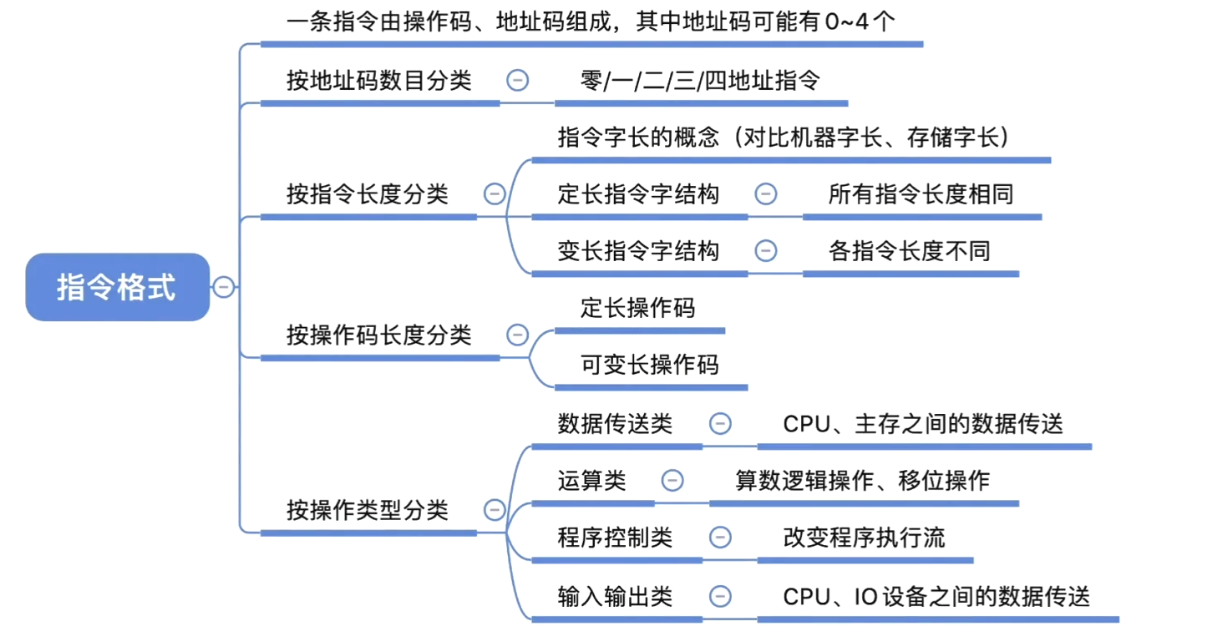 一条指令由操作码、地址码组成，其中地址码可能有0~4个
按地址码数目分类
零/一/二/三/四地址指令
指令字长的概念（对比机器字长、存储字长）
按指令长度分类
定长指令字结构
所有指令长度相同
变长指令字结构
各指令长度不同
指令格式
定长操作码
按操作码长度分类
可变长操作码
数据传送类
CPU、主存之间的数据传送
运算类
算数逻辑操作、移位操作
按操作类型分类
程序控制类
改变程序执行流
输入输出类
CPU、IO设备之间的数据传送